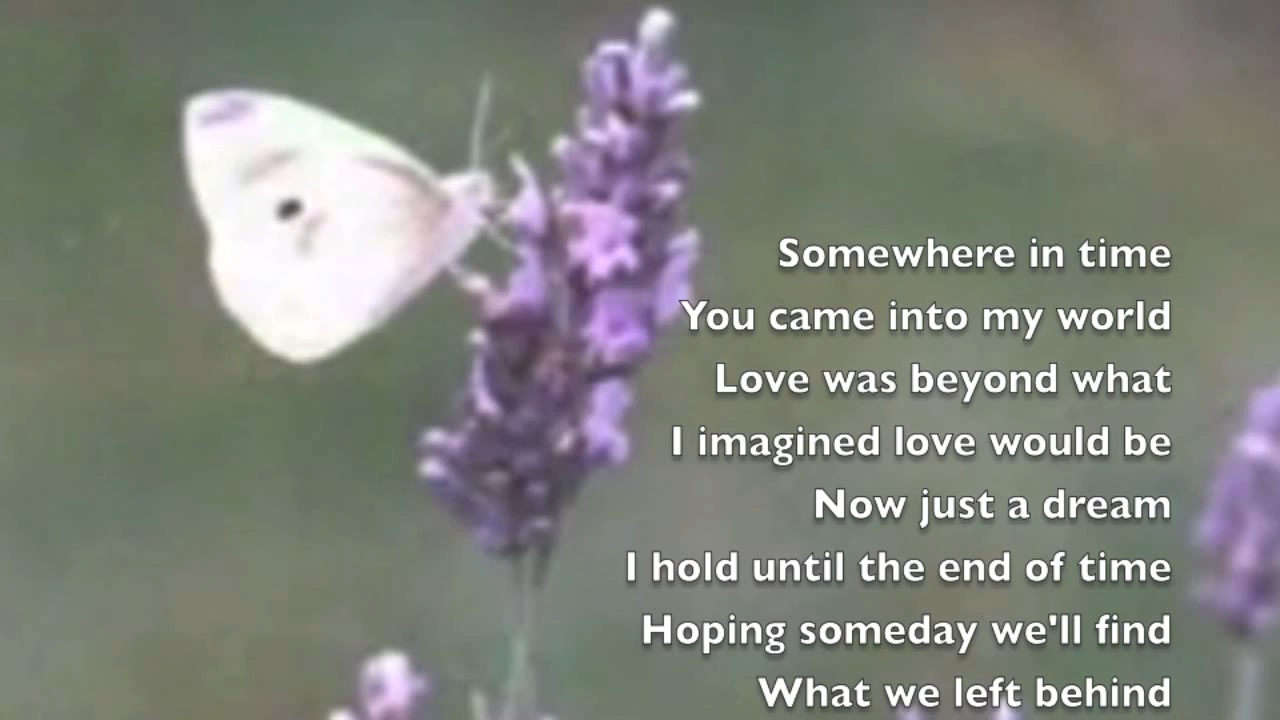 Somewhere in time
You came into my world
Love was beyond what
I imagined love would be
Now just a dream
I hold until the end of time
Hoping someday we'll find
What we left behind